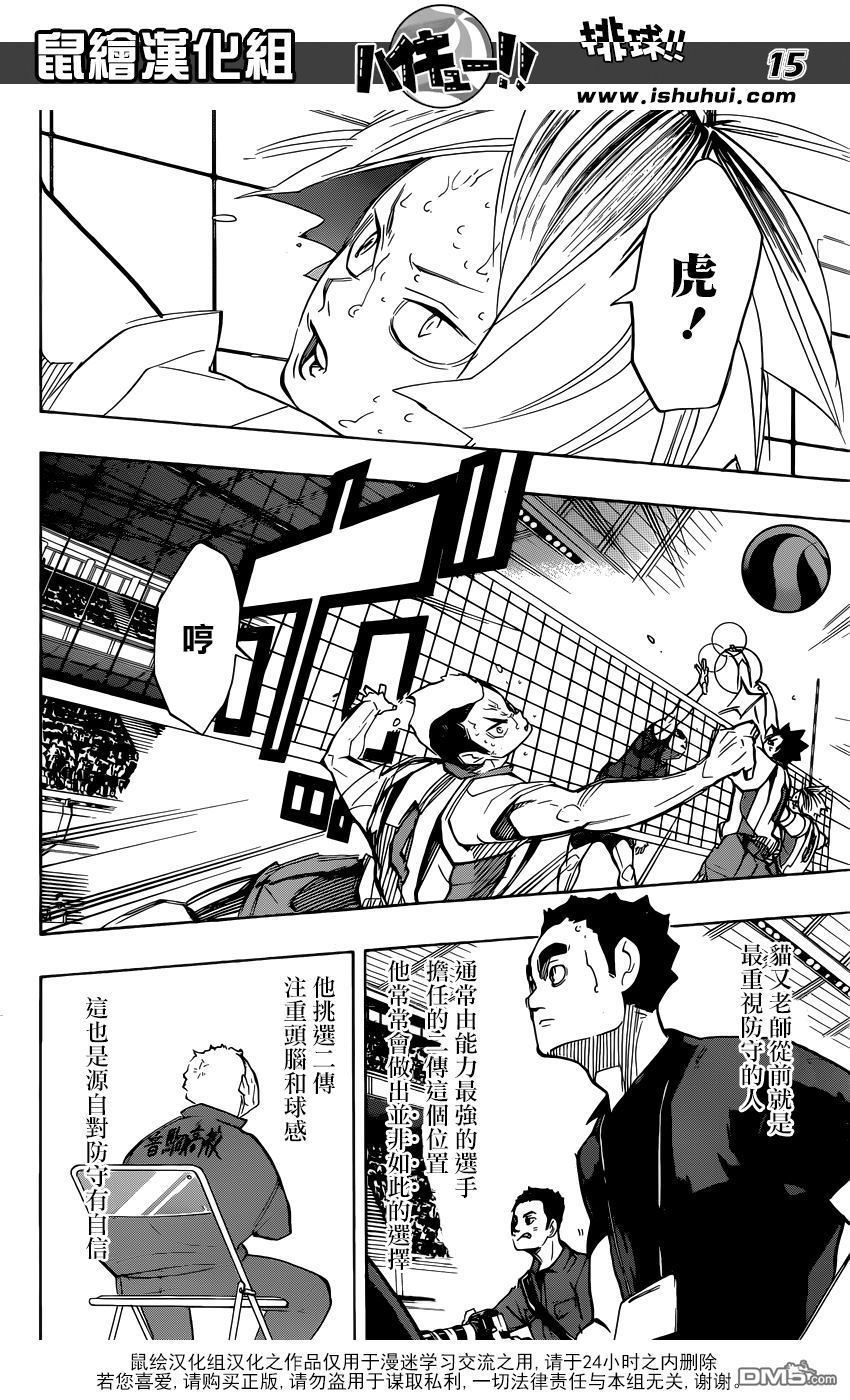 鼠繪漢化組
ハイキュー!!
排球!!
15
www.ishuhui.com
虎！
哼
貓又老師從前就是
最重視防守的人
通常由能力最強的選手
擔任的二傳這個位置
他常常會做出並非如此的選擇
他挑選二傳
注重頭腦和球感
這也是源自對防守有自信
音駒高校
鼠绘汉化组汉化之作品仅用于漫迷学习交流之用, 请于24小时之内删除
若您喜爱, 请购买正版, 请勿用于谋取私利, 一切法律责任与本组无关, 谢谢。
DM5.com